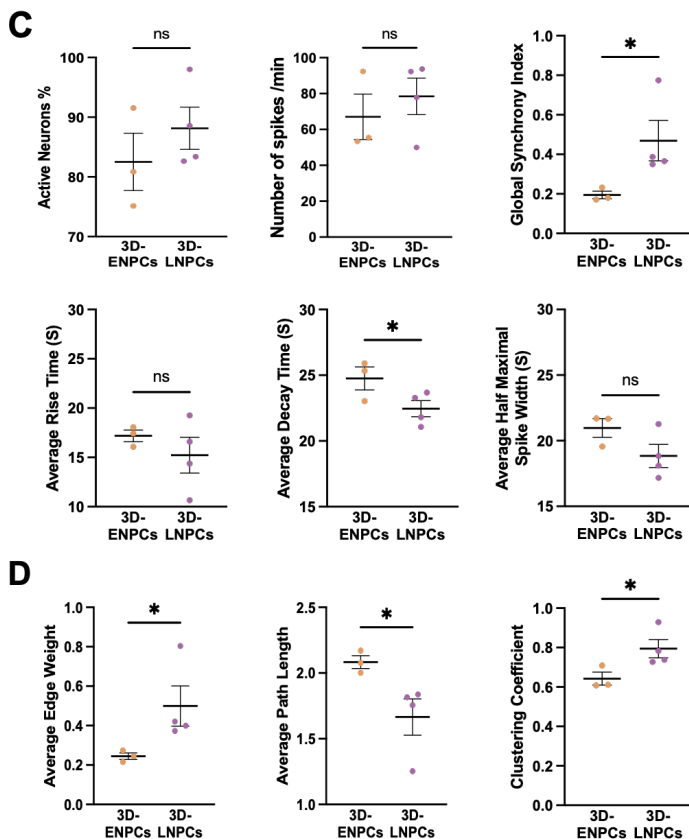 C
ns
Active Neurons %
100
90
80
70
3D-
ENPCs
3D-
LNPCs
ns
Number of spikes /min
100
80
60
40
20
0
3D-
ENPCs
3D-
LNPCs
*
Global Synchrony Index
1.0
0.8
0.6
0.4
0.2
0.0
3D-
ENPCs
3D-
LNPCs
ns
Average Rise Time (S)
30
25
20
15
10
3D-
ENPCs
3D-
LNPCs
*
Average Decay Time (S)
30
25
20
15
3D-
ENPCs
3D-
LNPCs
ns
Average Half Maximal
Spike Width (S)
30
25
20
15
3D-
ENPCs
3D-
LNPCs
D
*
Average Edge Weight
1.0
0.8
0.6
0.4
0.2
0.0
3D-
ENPCs
3D-
LNPCs
*
Average Path Length
2.5
2.0
1.5
1.0
3D-
ENPCs
3D-
LNPCs
*
Clustering Coefficient
1.0
0.8
0.6
0.4
0.2
0.0
3D-
ENPCs
3D-
LNPCs